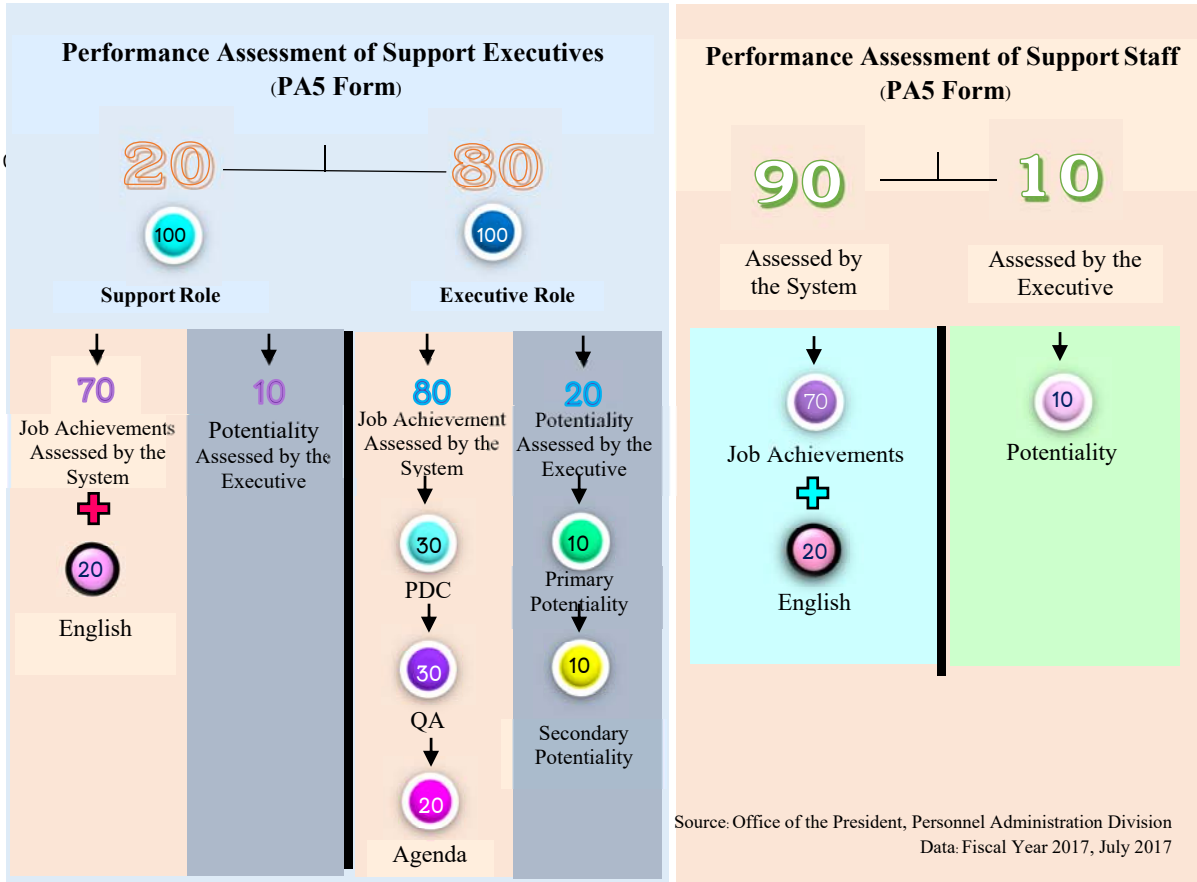 Performance Assessment of Support Executives
(PA5 Form)
20
80
100
100
Support Role
Executive Role
70
Job Achievements
Assessed by the
System
20
English
10
Potentiality
Assessed by the
Executive
80
Job Achievement
Assessed by the
System
30
PDC
30
QA
20
Agenda
20
Potentiality
Assessed by the
Executive
10
Primary
Potentiality
10
Secondary
Potentiality
Performance Assessment of Support Staff
(PA5 Form)
90
10
Assessed by
the System
Assessed by the
Executive
70
Job Achievements
20
English
10
Potentiality
Source: Office of the President, Personnel Administration Division
Data: Fiscal Year 2017, July 2017